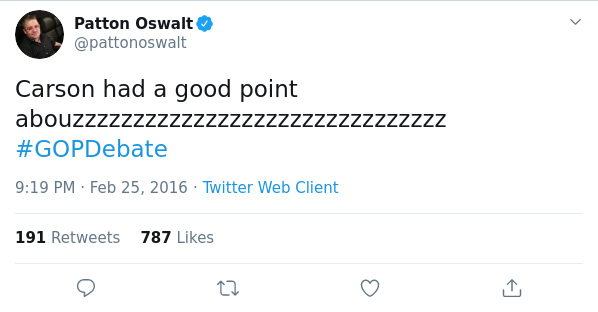 Patton Oswalt
@pattonoswalt
Carson had a good point
abouzzzzzzzzzzzzzzzzzzzzzzzzzzzzzzz
#GOPDebate
9:19 PM · Feb 25, 2016 · Twitter Web Client
191 Retweets 787 Likes